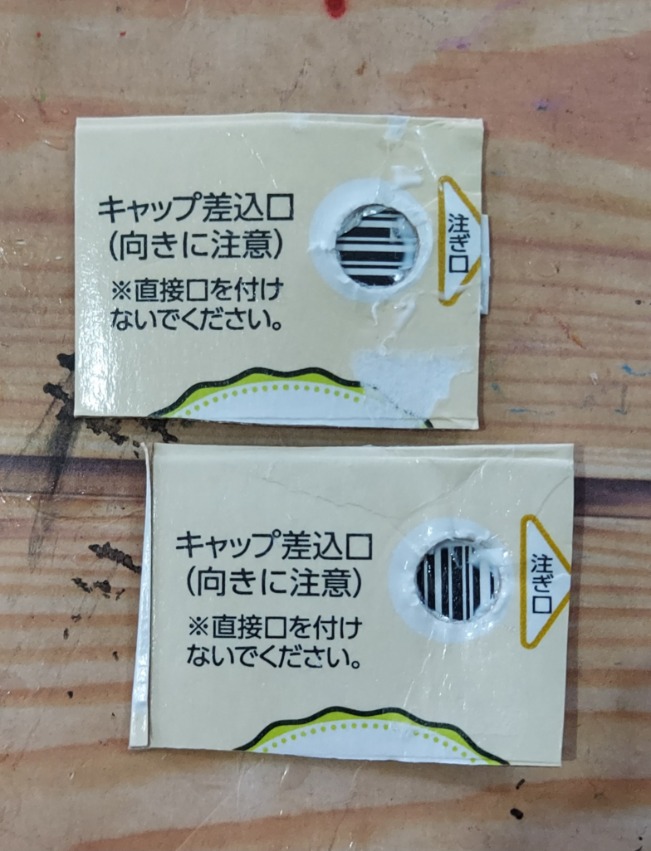 キャップ差込口
(向きに注意)
※直接口を付け
ないでください。
注ぎ口
キャップ差込口
(向きに注意)
※直接口を付け
ないでください。
注ぎ口